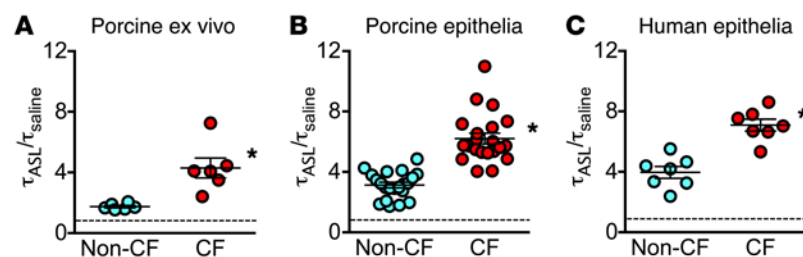 A Porcine ex vivo
12
8
4
0
τASL/τsaline
*
Non-CF CF
B Porcine epithelia
12
8
4
0
τASL/τsaline
*
Non-CF CF
C Human epithelia
12
8
4
0
τASL/τsaline
*
Non-CF CF